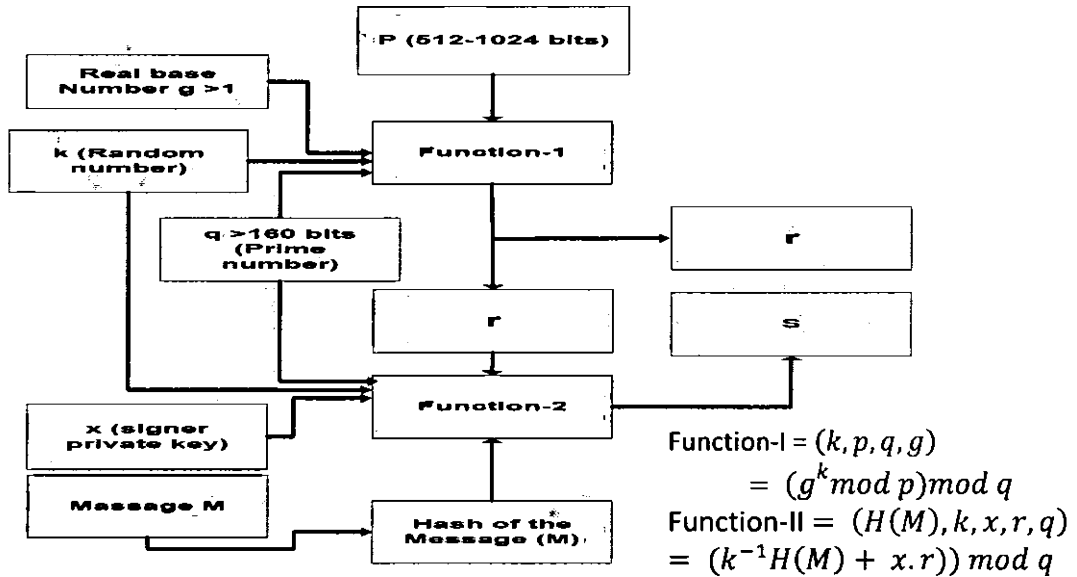 P (512-1024 bits)
Real base
Number g >1
k (Random
number)
Function-1
q >160 bits
(Prime
number)
r
r
s
Function-2
x (signer
private key)
Massage M
Hash of the
Message (M)
Function-I = (k, p, q, g)
= (g^k mod p)mod q
Function-II = (H(M), k, x, r, q)
= (k^{-1}H(M) + x.r)) mod q